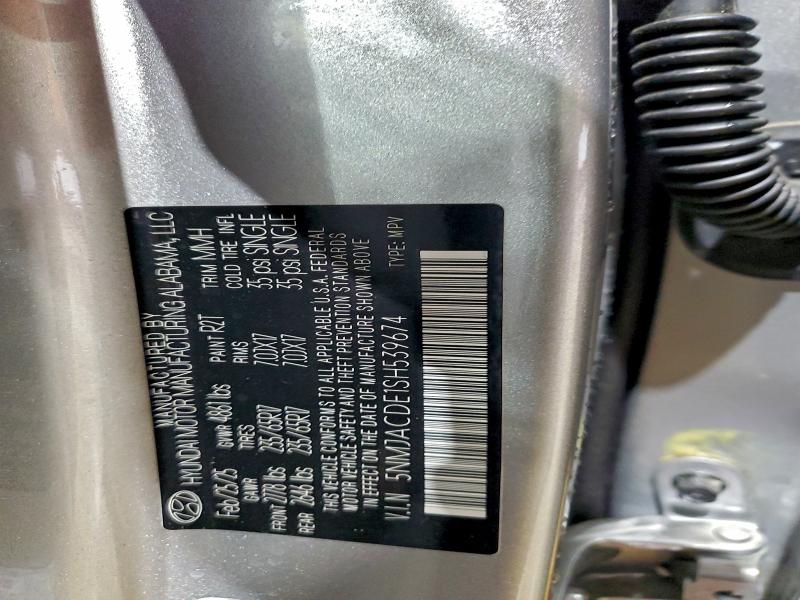 MANUFACTURED BY
HYUNDAI MOTOR MANUFACTURING ALABAMA, LLC
Feb/28/25 GVWR 4861 lbs PAINT R2T TRIM MMH
GAWR TIRES RIMS COLD TIRE INFL
FRONT 2778 lbs 235/65R17 7.0JX17 35 psi SINGLE
REAR 2646 lbs 235/65R17 7.0JX17 35 psi SINGLE
THIS VEHICLE CONFORMS TO ALL APPLICABLE U.S.A. FEDERAL
MOTOR VEHICLE SAFETY AND THEFT PREVENTION STANDARDS
IN EFFECT ON THE DATE OF MANUFACTURE SHOWN ABOVE
V.I.N 5NMJACDE1SH539674 TYPE: MPV